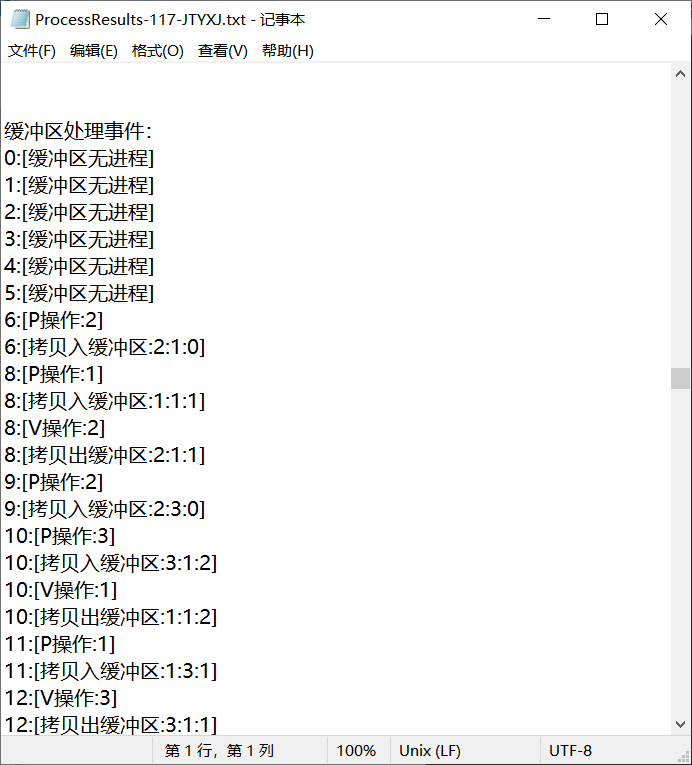 ProcessResults-117-JTYXJ.txt - 记事本
文件(F) 编辑(E) 格式(O) 查看(V) 帮助(H)
缓冲区处理事件:
0:[缓冲区无进程]
1:[缓冲区无进程]
2:[缓冲区无进程]
3:[缓冲区无进程]
4:[缓冲区无进程]
5:[缓冲区无进程]
6:[P操作:2]
6:[拷贝入缓冲区:2:1:0]
8:[P操作:1]
8:[拷贝入缓冲区:1:1:1]
8:[V操作:2]
8:[拷贝出缓冲区:2:1:1]
9:[P操作:2]
9:[拷贝入缓冲区:2:3:0]
10:[P操作:3]
10:[拷贝入缓冲区:3:1:2]
10:[V操作:1]
10:[拷贝出缓冲区:1:1:2]
11:[P操作:1]
11:[拷贝入缓冲区:1:3:1]
12:[V操作:3]
12:[拷贝出缓冲区:3:1:1]
第 1 行，第 1 列 100% Unix (LF) UTF-8